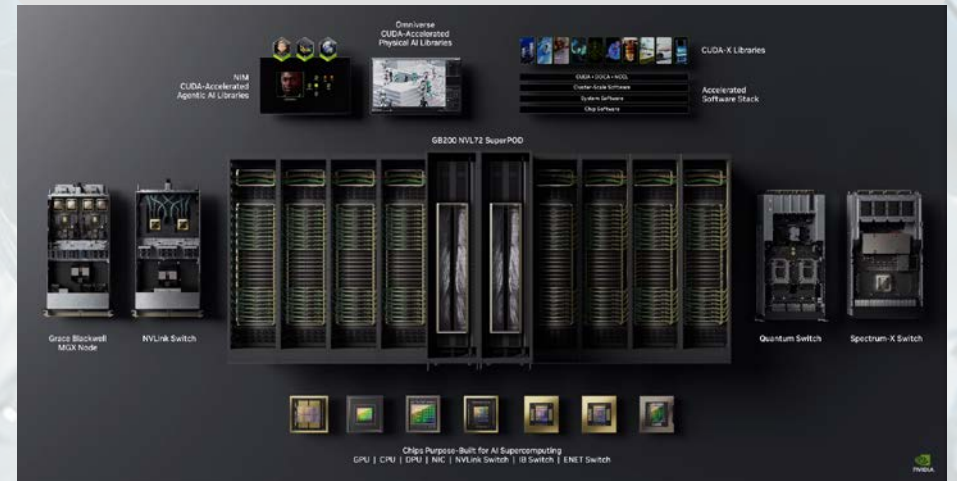 Omniverse
CUDA-Accelerated
Physical AI Libraries
NIM
CUDA-Accelerated
Agentic AI Libraries
CUDA-X Libraries
CUDA • DOCA • NCCL
Cluster-Scale Software
System Software
Chip Software
Accelerated
Software Stack
GB200 NVL72 SuperPOD
Grace Blackwell
MGX Node
NVLink Switch
Quantum Switch
Spectrum-X Switch
Chips Purpose-Built for AI Supercomputing
GPU | CPU | DPU | NIC | NVLink Switch | IB Switch | ENET Switch
NVIDIA